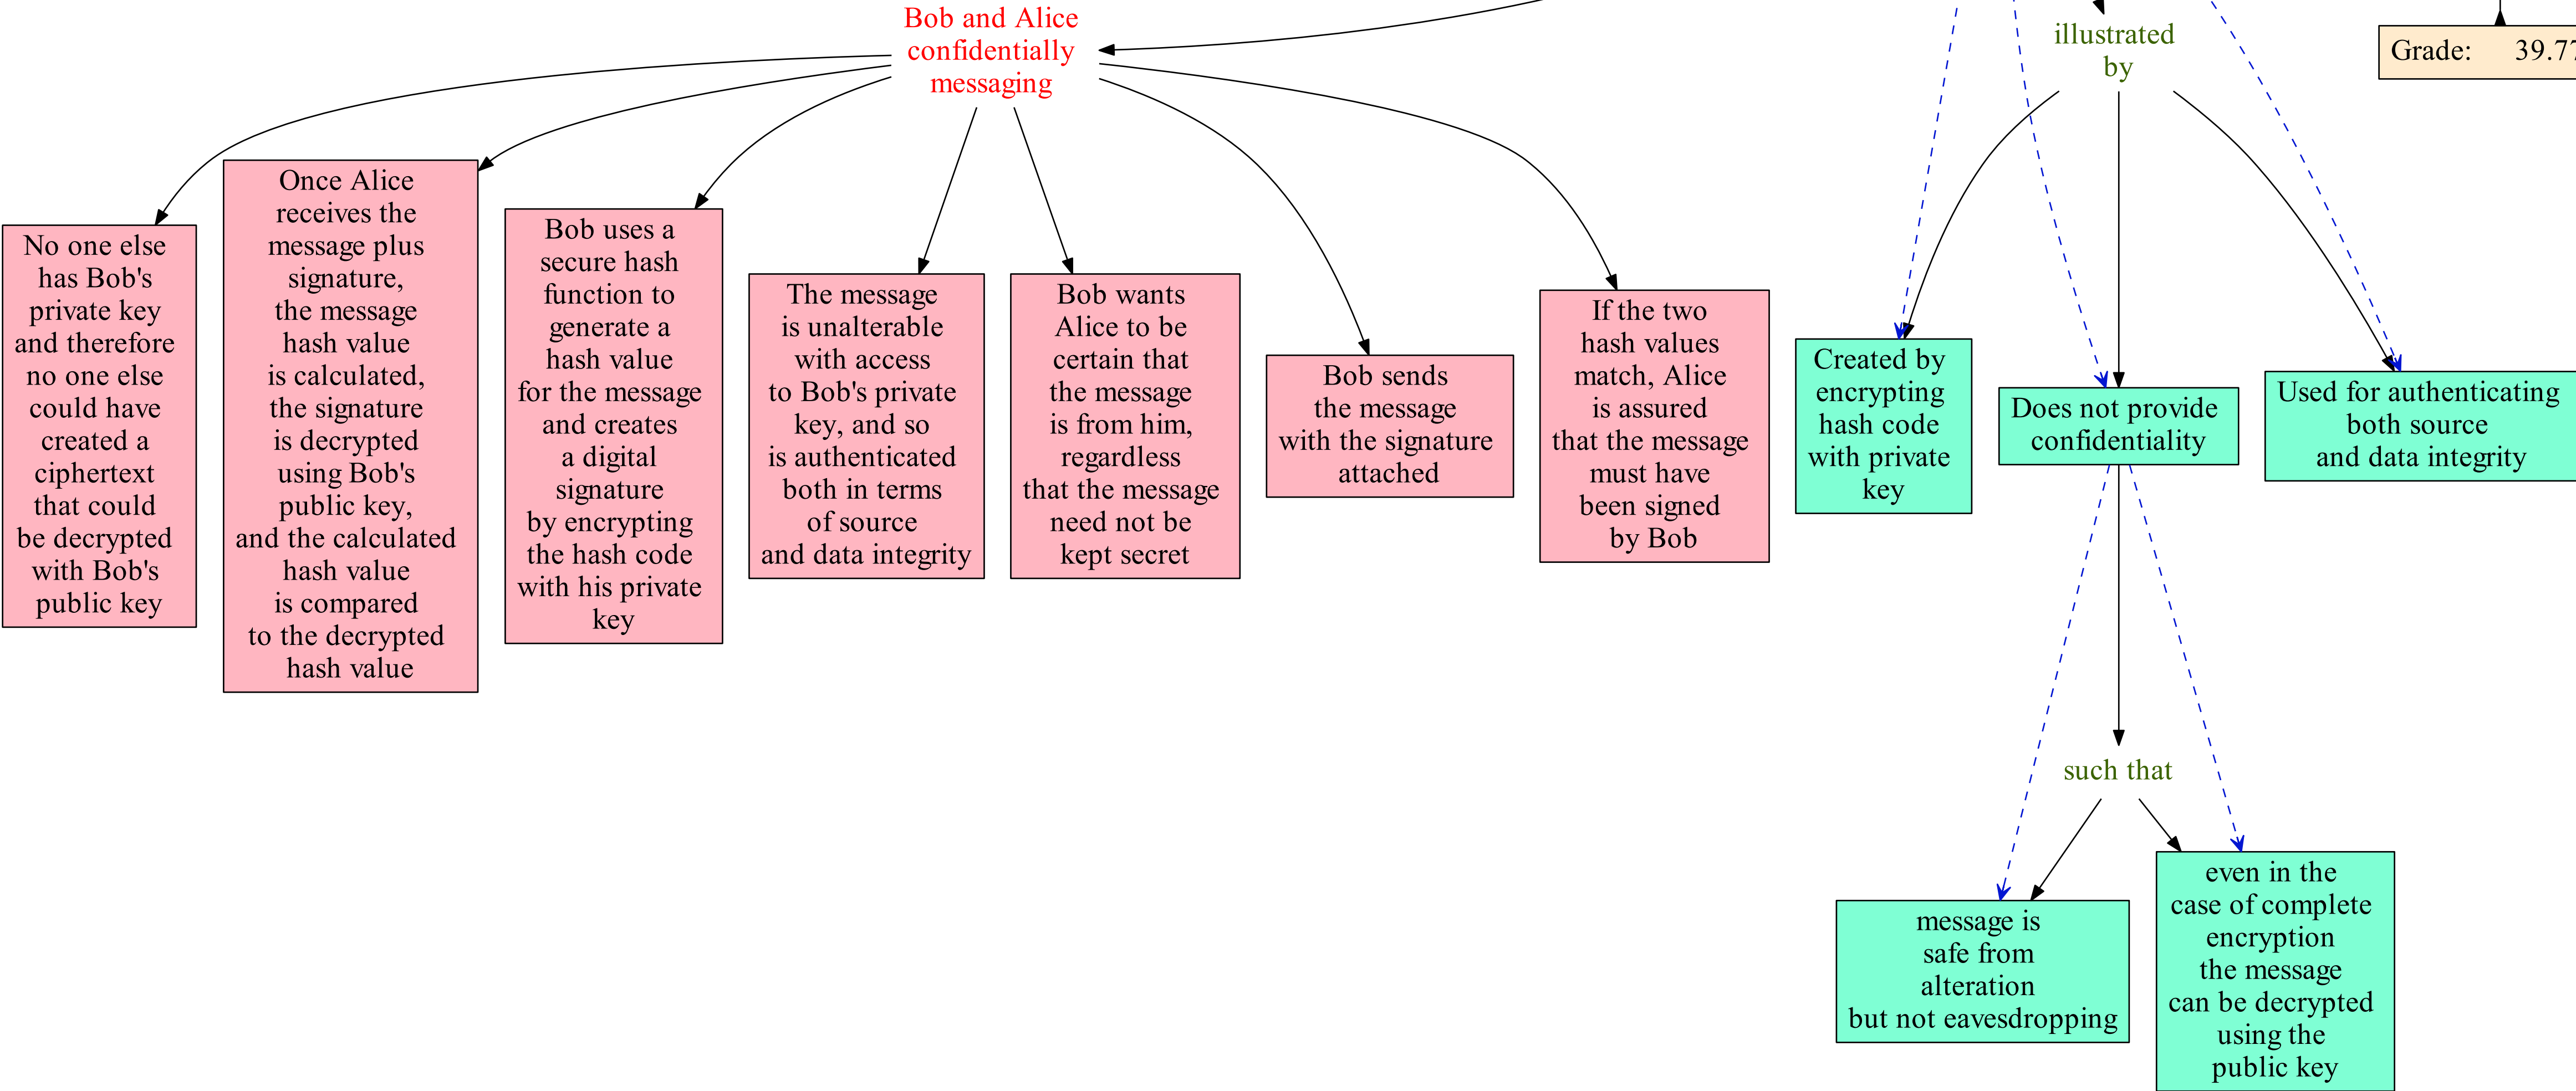 Bob and Alice
confidentially
messaging
illustrated
by
Grade: 39.77
No one else
has Bob's
private key
and therefore
no one else
could have
created a
ciphertext
that could
be decrypted
with Bob's
public key
Once Alice
receives the
message plus
signature,
the message
hash value
is calculated,
the signature
is decrypted
using Bob's
public key,
and the calculated
hash value
is compared
to the decrypted
hash value
Bob uses a
secure hash
function to
generate a
hash value
for the message
and creates
a digital
signature
by encrypting
the hash code
with his private
key
The message
is unalterable
with access
to Bob's private
key, and so
is authenticated
both in terms
of source
and data integrity
Bob wants
Alice to be
certain that
the message
is from him,
regardless
that the message
need not be
kept secret
Bob sends
the message
with the signature
attached
If the two
hash values
match, Alice
is assured
that the message
must have
been signed
by Bob
Created by
encrypting
hash code
with private
key
Does not provide
confidentiality
Used for authenticating
both source
and data integrity
such that
message is
safe from
alteration
but not eavesdropping
even in the
case of complete
encryption
the message
can be decrypted
using the
public key